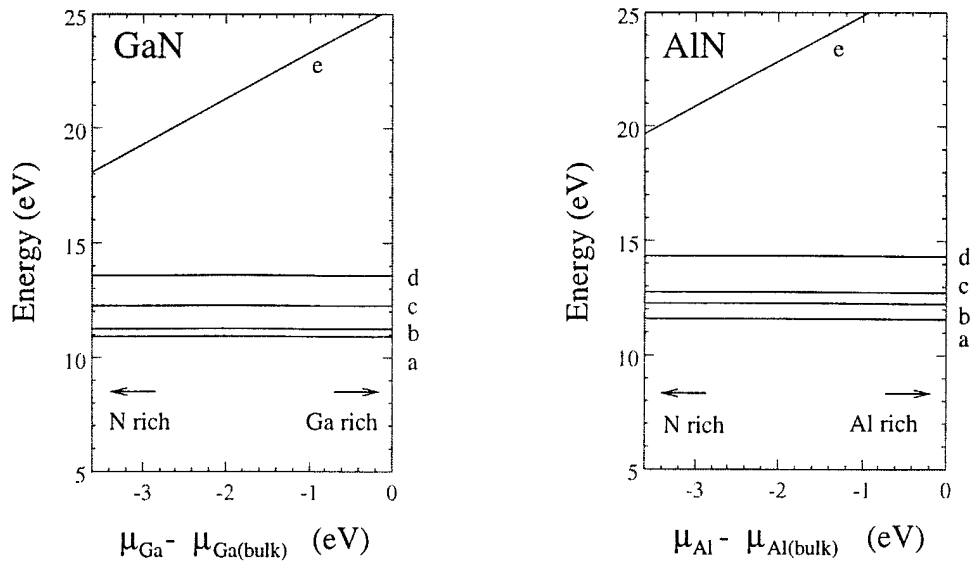 GaN
Energy (eV)
25
20
15
10
5
e
d
c
b
a
N rich
Ga rich
-3
-2
-1
0
μGa - μGa(bulk) (eV)
AlN
Energy (eV)
25
20
15
10
5
e
d
c
b
a
N rich
Al rich
-3
-2
-1
0
μAl - μAl(bulk) (eV)